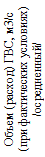 Объем (расход) ГВС, м3/с
(при фактических условиях)
/осредненный/